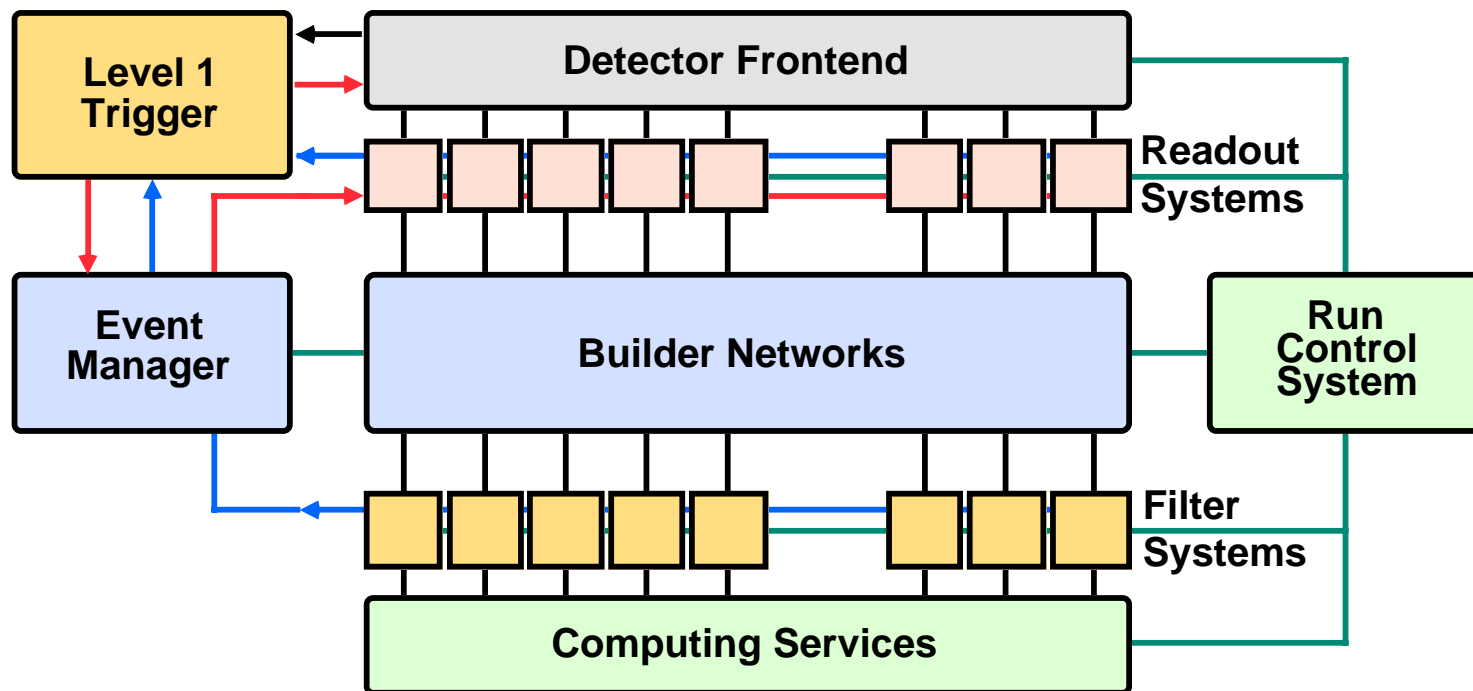 Level 1
Trigger
Detector Frontend
Readout
Systems
Event
Manager
Builder Networks
Run
Control
System
Filter
Systems
Computing Services